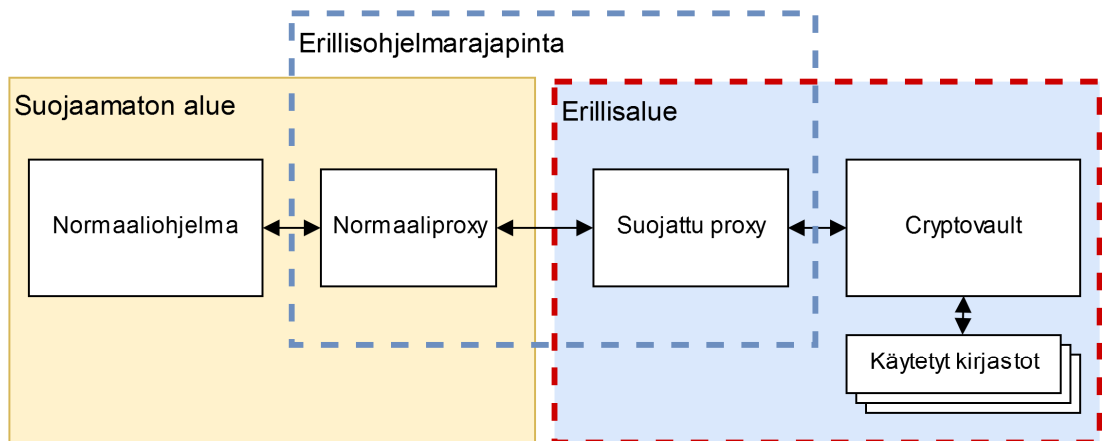 Erillisohjelmarajapinta
Suojaamaton alue
Erillisalue
Normaaliohjelma
Normaaliproxy
Suojattu proxy
Cryptovault
Käytetyt kirjastot